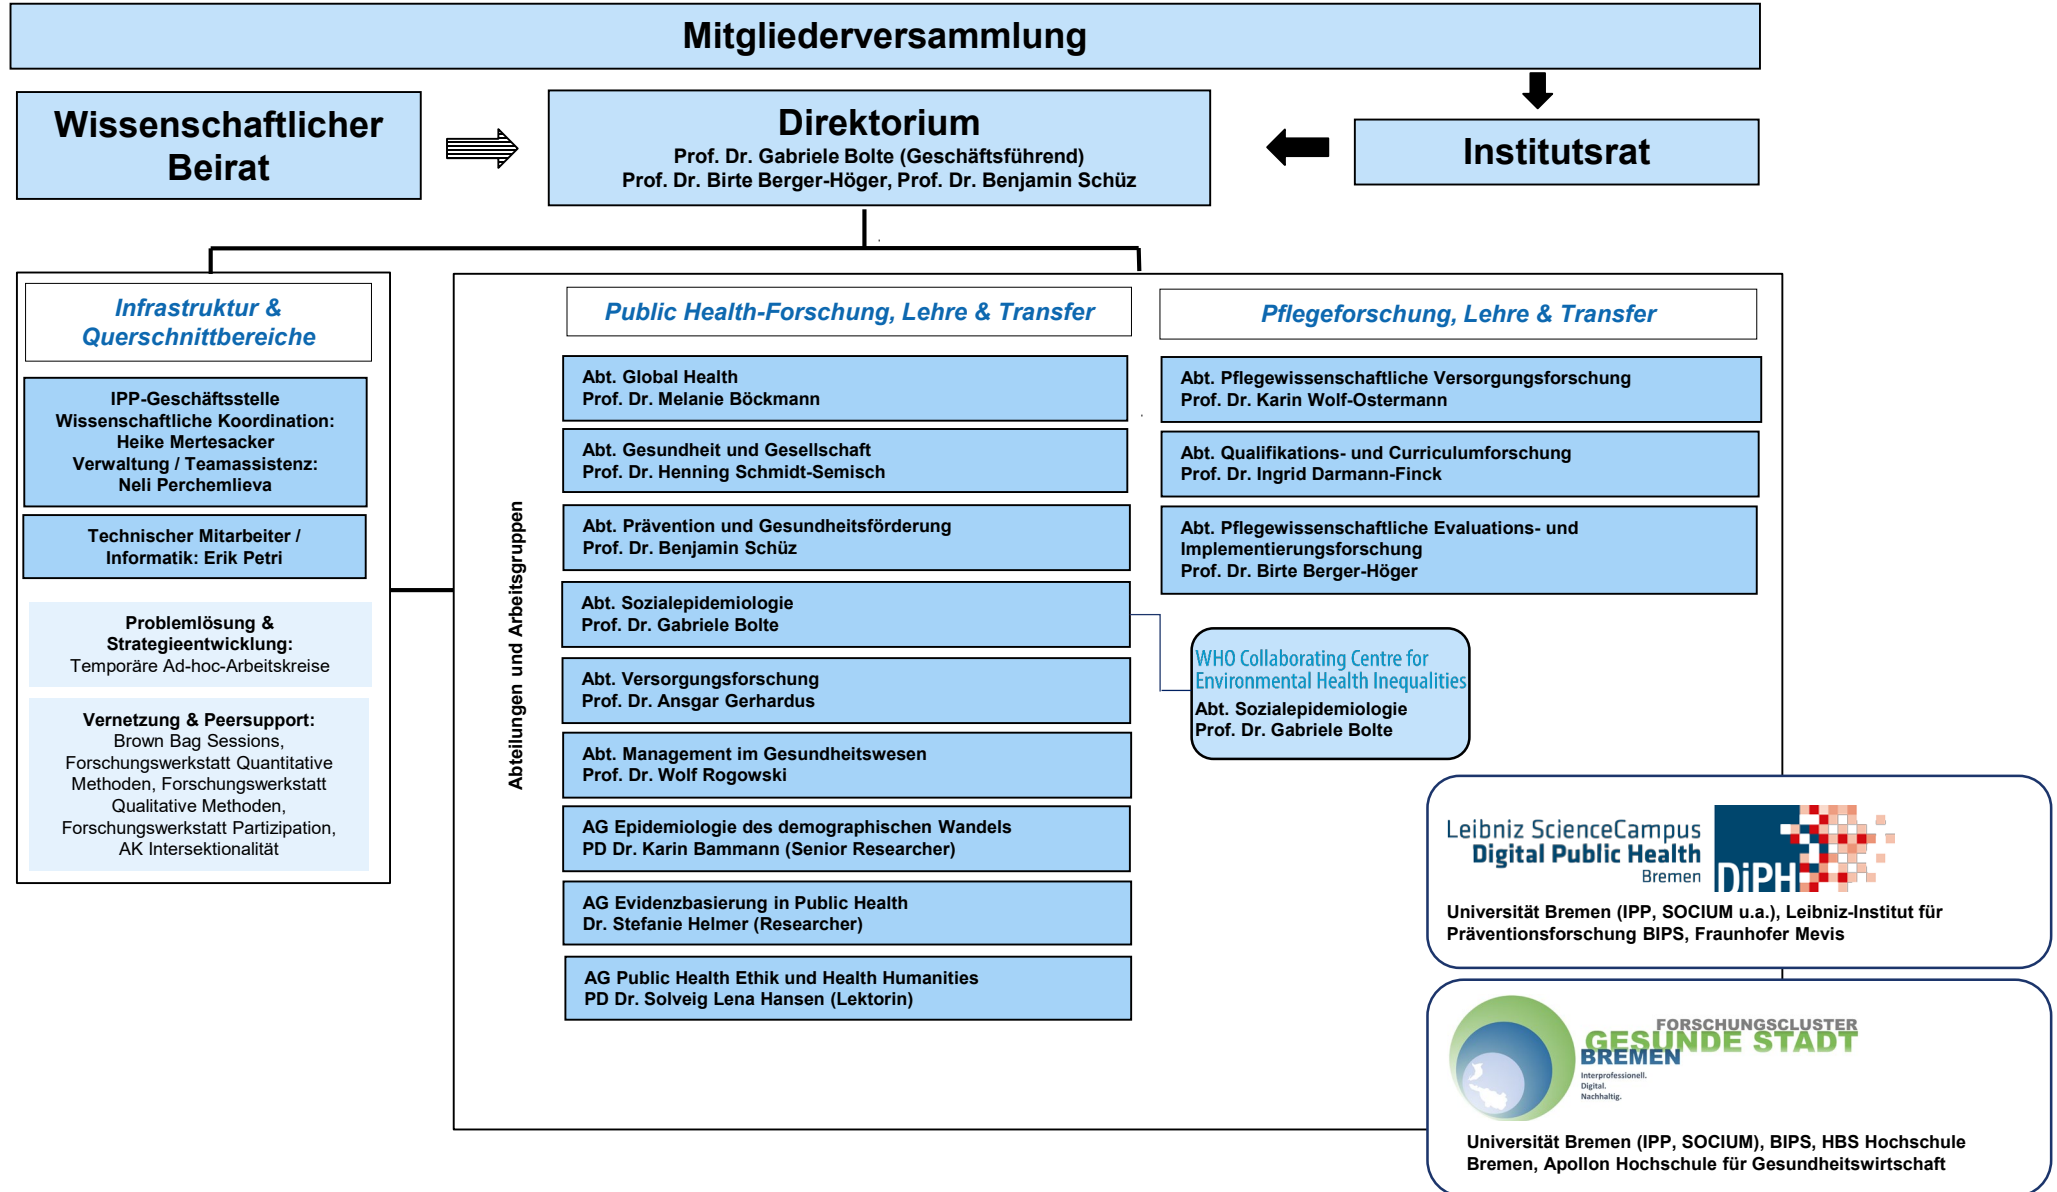 Mitgliederversammlung
Wissenschaftlicher
Beirat
Direktorium
Prof. Dr. Gabriele Bolte (Geschäftsführend)
Prof. Dr. Birte Berger-Höger, Prof. Dr. Benjamin Schüz
Institutsrat
Infrastruktur &
Querschnittbereiche
IPP-Geschäftsstelle
Wissenschaftliche Koordination:
Heike Mertesacker
Verwaltung / Teamassistenz:
Neli Perchemlieva
Technischer Mitarbeiter /
Informatik: Erik Petri
Problemlösung &
Strategieentwicklung:
Temporäre Ad-hoc-Arbeitskreise
Vernetzung & Peersupport:
Brown Bag Sessions,
Forschungswerkstatt Quantitative
Methoden, Forschungswerkstatt
Qualitative Methoden,
Forschungswerkstatt Partizipation,
AK Intersektionalität
Abteilungen und Arbeitsgruppen
Public Health-Forschung, Lehre & Transfer
Abt. Global Health
Prof. Dr. Melanie Böckmann
Abt. Gesundheit und Gesellschaft
Prof. Dr. Henning Schmidt-Semisch
Abt. Prävention und Gesundheitsförderung
Prof. Dr. Benjamin Schüz
Abt. Sozialepidemiologie
Prof. Dr. Gabriele Bolte
Abt. Versorgungsforschung
Prof. Dr. Ansgar Gerhardus
Abt. Management im Gesundheitswesen
Prof. Dr. Wolf Rogowski
AG Epidemiologie des demographischen Wandels
PD Dr. Karin Bammann (Senior Researcher)
AG Evidenzbasierung in Public Health
Dr. Stefanie Helmer (Researcher)
AG Public Health Ethik und Health Humanities
PD Dr. Solveig Lena Hansen (Lektorin)
Pflegeforschung, Lehre & Transfer
Abt. Pflegewissenschaftliche Versorgungsforschung
Prof. Dr. Karin Wolf-Ostermann
Abt. Qualifikations- und Curriculumforschung
Prof. Dr. Ingrid Darmann-Finck
Abt. Pflegewissenschaftliche Evaluations- und
Implementierungsforschung
Prof. Dr. Birte Berger-Höger
WHO Collaborating Centre for
Environmental Health Inequalities
Abt. Sozialepidemiologie
Prof. Dr. Gabriele Bolte
Leibniz ScienceCampus
Digital Public Health
Bremen
DiPH
Universität Bremen (IPP, SOCIUM u.a.), Leibniz-Institut für
Präventionsforschung BIPS, Fraunhofer Mevis
FORSCHUNGSCLUSTER
GESUNDE STADT
BREMEN
Interprofessionell.
Digital.
Nachhaltig.
Universität Bremen (IPP, SOCIUM), BIPS, HBS Hochschule
Bremen, Apollon Hochschule für Gesundheitswirtschaft